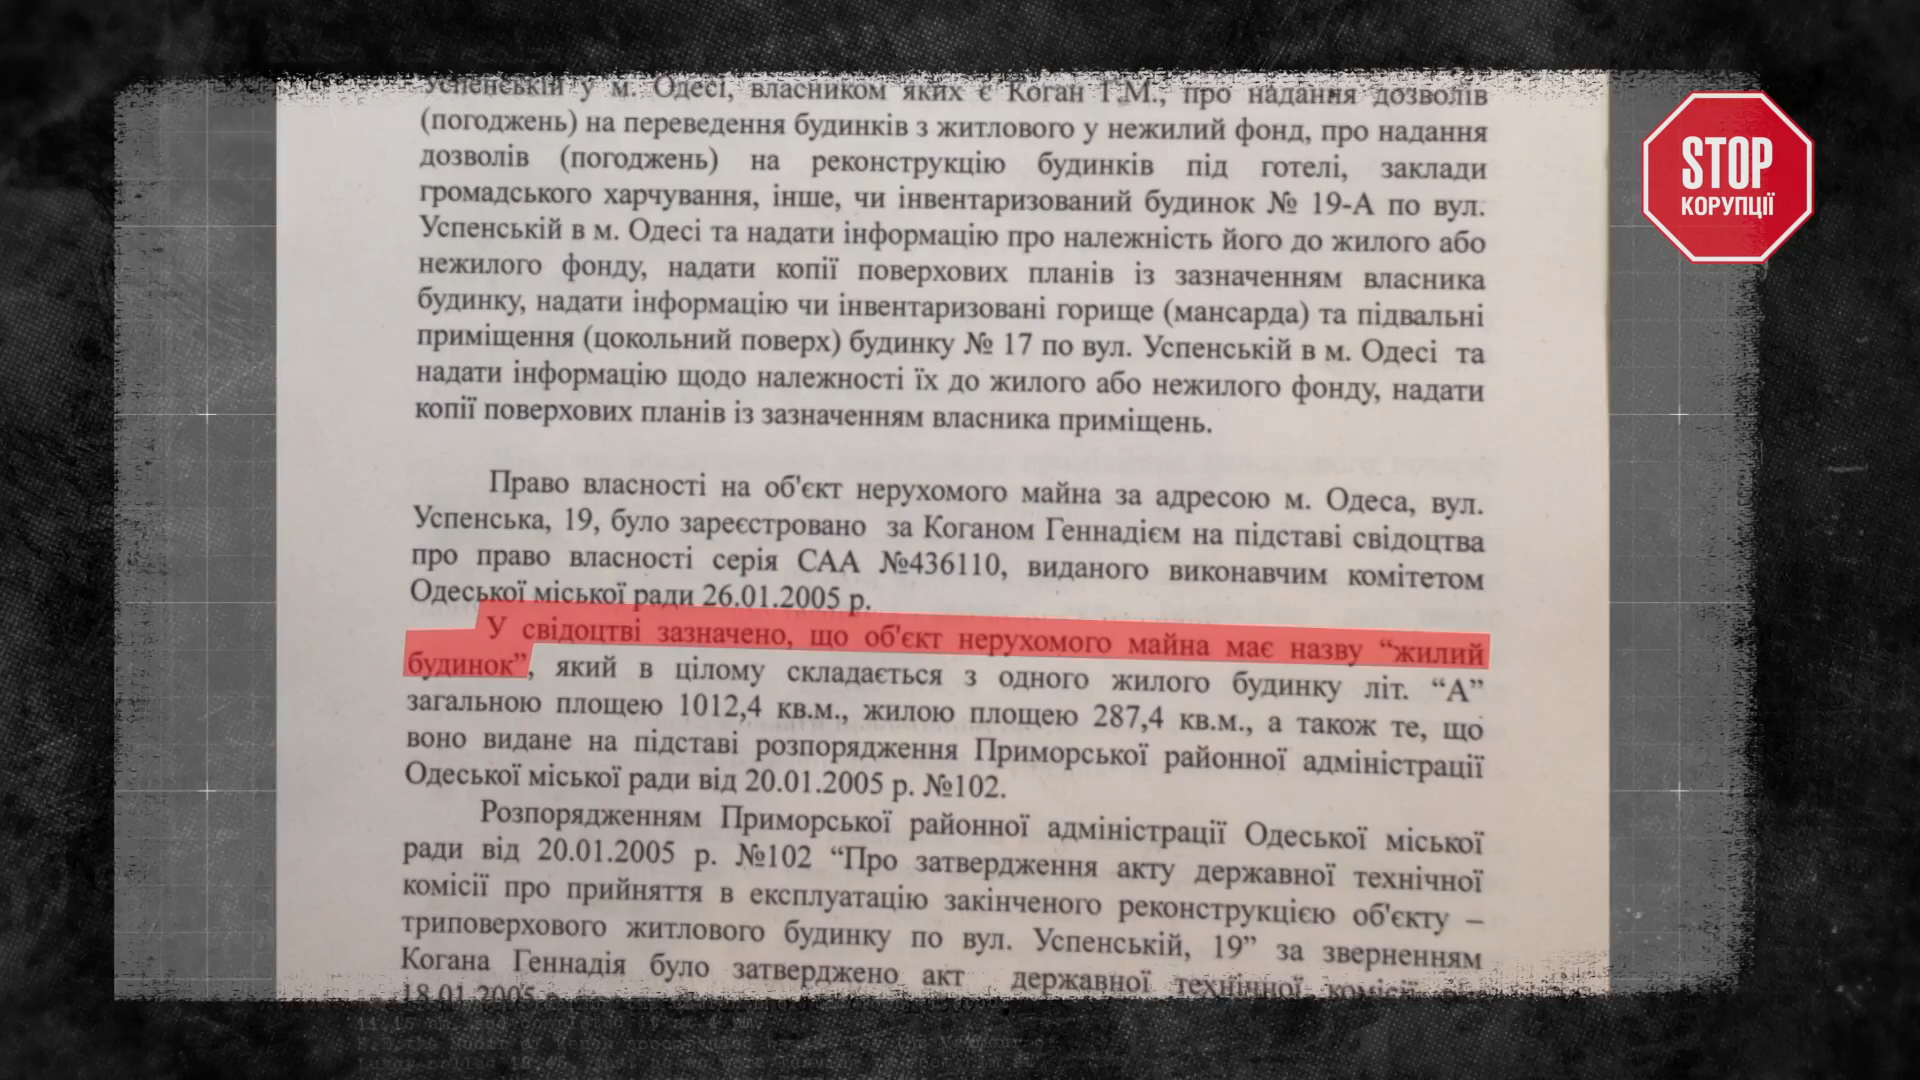 Успенській у м. Одесі, власником яких є Коган Г.М., про надання дозволів
(погоджень) на переведення будинків з житлового у нежилий фонд, про надання
дозволів (погоджень) на реконструкцію будинків під готелі, заклади
громадського харчування, інше, чи інвентаризований будинок № 19-А по вул.
Успенській в м. Одесі та надати інформацію про належність його до жилого або
нежилого фонду, надати копії поверхових планів із зазначенням власника
будинку, надати інформацію чи інвентаризовані горище (мансарда) та підвальні
приміщення (цокольний поверх) будинку № 17 по вул. Успенській в м. Одесі та
надати інформацію щодо належності їх до жилого або нежилого фонду, надати
копії поверхових планів із зазначенням власника приміщень.
Право власності на об'єкт нерухомого майна за адресою м. Одеса, вул.
Успенська, 19, було зареєстровано за Коганом Геннадієм на підставі свідоцтва
про право власності серія САА №436110, виданого виконавчим комітетом
Одеської міської ради 26.01.2005 р.
У свідоцтві зазначено, що об'єкт нерухомого майна має назву “жилий
будинок”, який в цілому складається з одного жилого будинку літ. “А”
загальною площею 1012,4 кв.м., жилою площею 287,4 кв.м., а також те, що
воно видане на підставі розпорядження Приморської районної адміністрації
Одеської міської ради від 20.01.2005 р. №102.
Розпорядженням Приморської районної адміністрації Одеської міської
ради від 20.01.2005 р. №102 “Про затвердження акту державної технічної
комісії про прийняття в експлуатацію закінченого реконструкцією об'єкту –
триповерхового житлового будинку по вул. Успенській, 19” за зверненням
Когана Геннадія було затверджено акт державної технічної комісії
18.01.2005
STOP
КОРУПЦІЇ